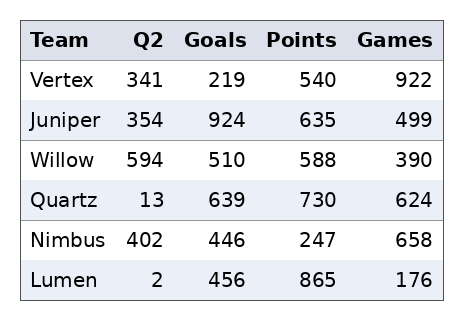 Team Q2 Goals Points Games
Vertex 341 219 540 922
Juniper 354 924 635 499
Willow 594 510 588 390
Quartz 13 639 730 624
Nimbus 402 446 247 658
Lumen 2 456 865 176